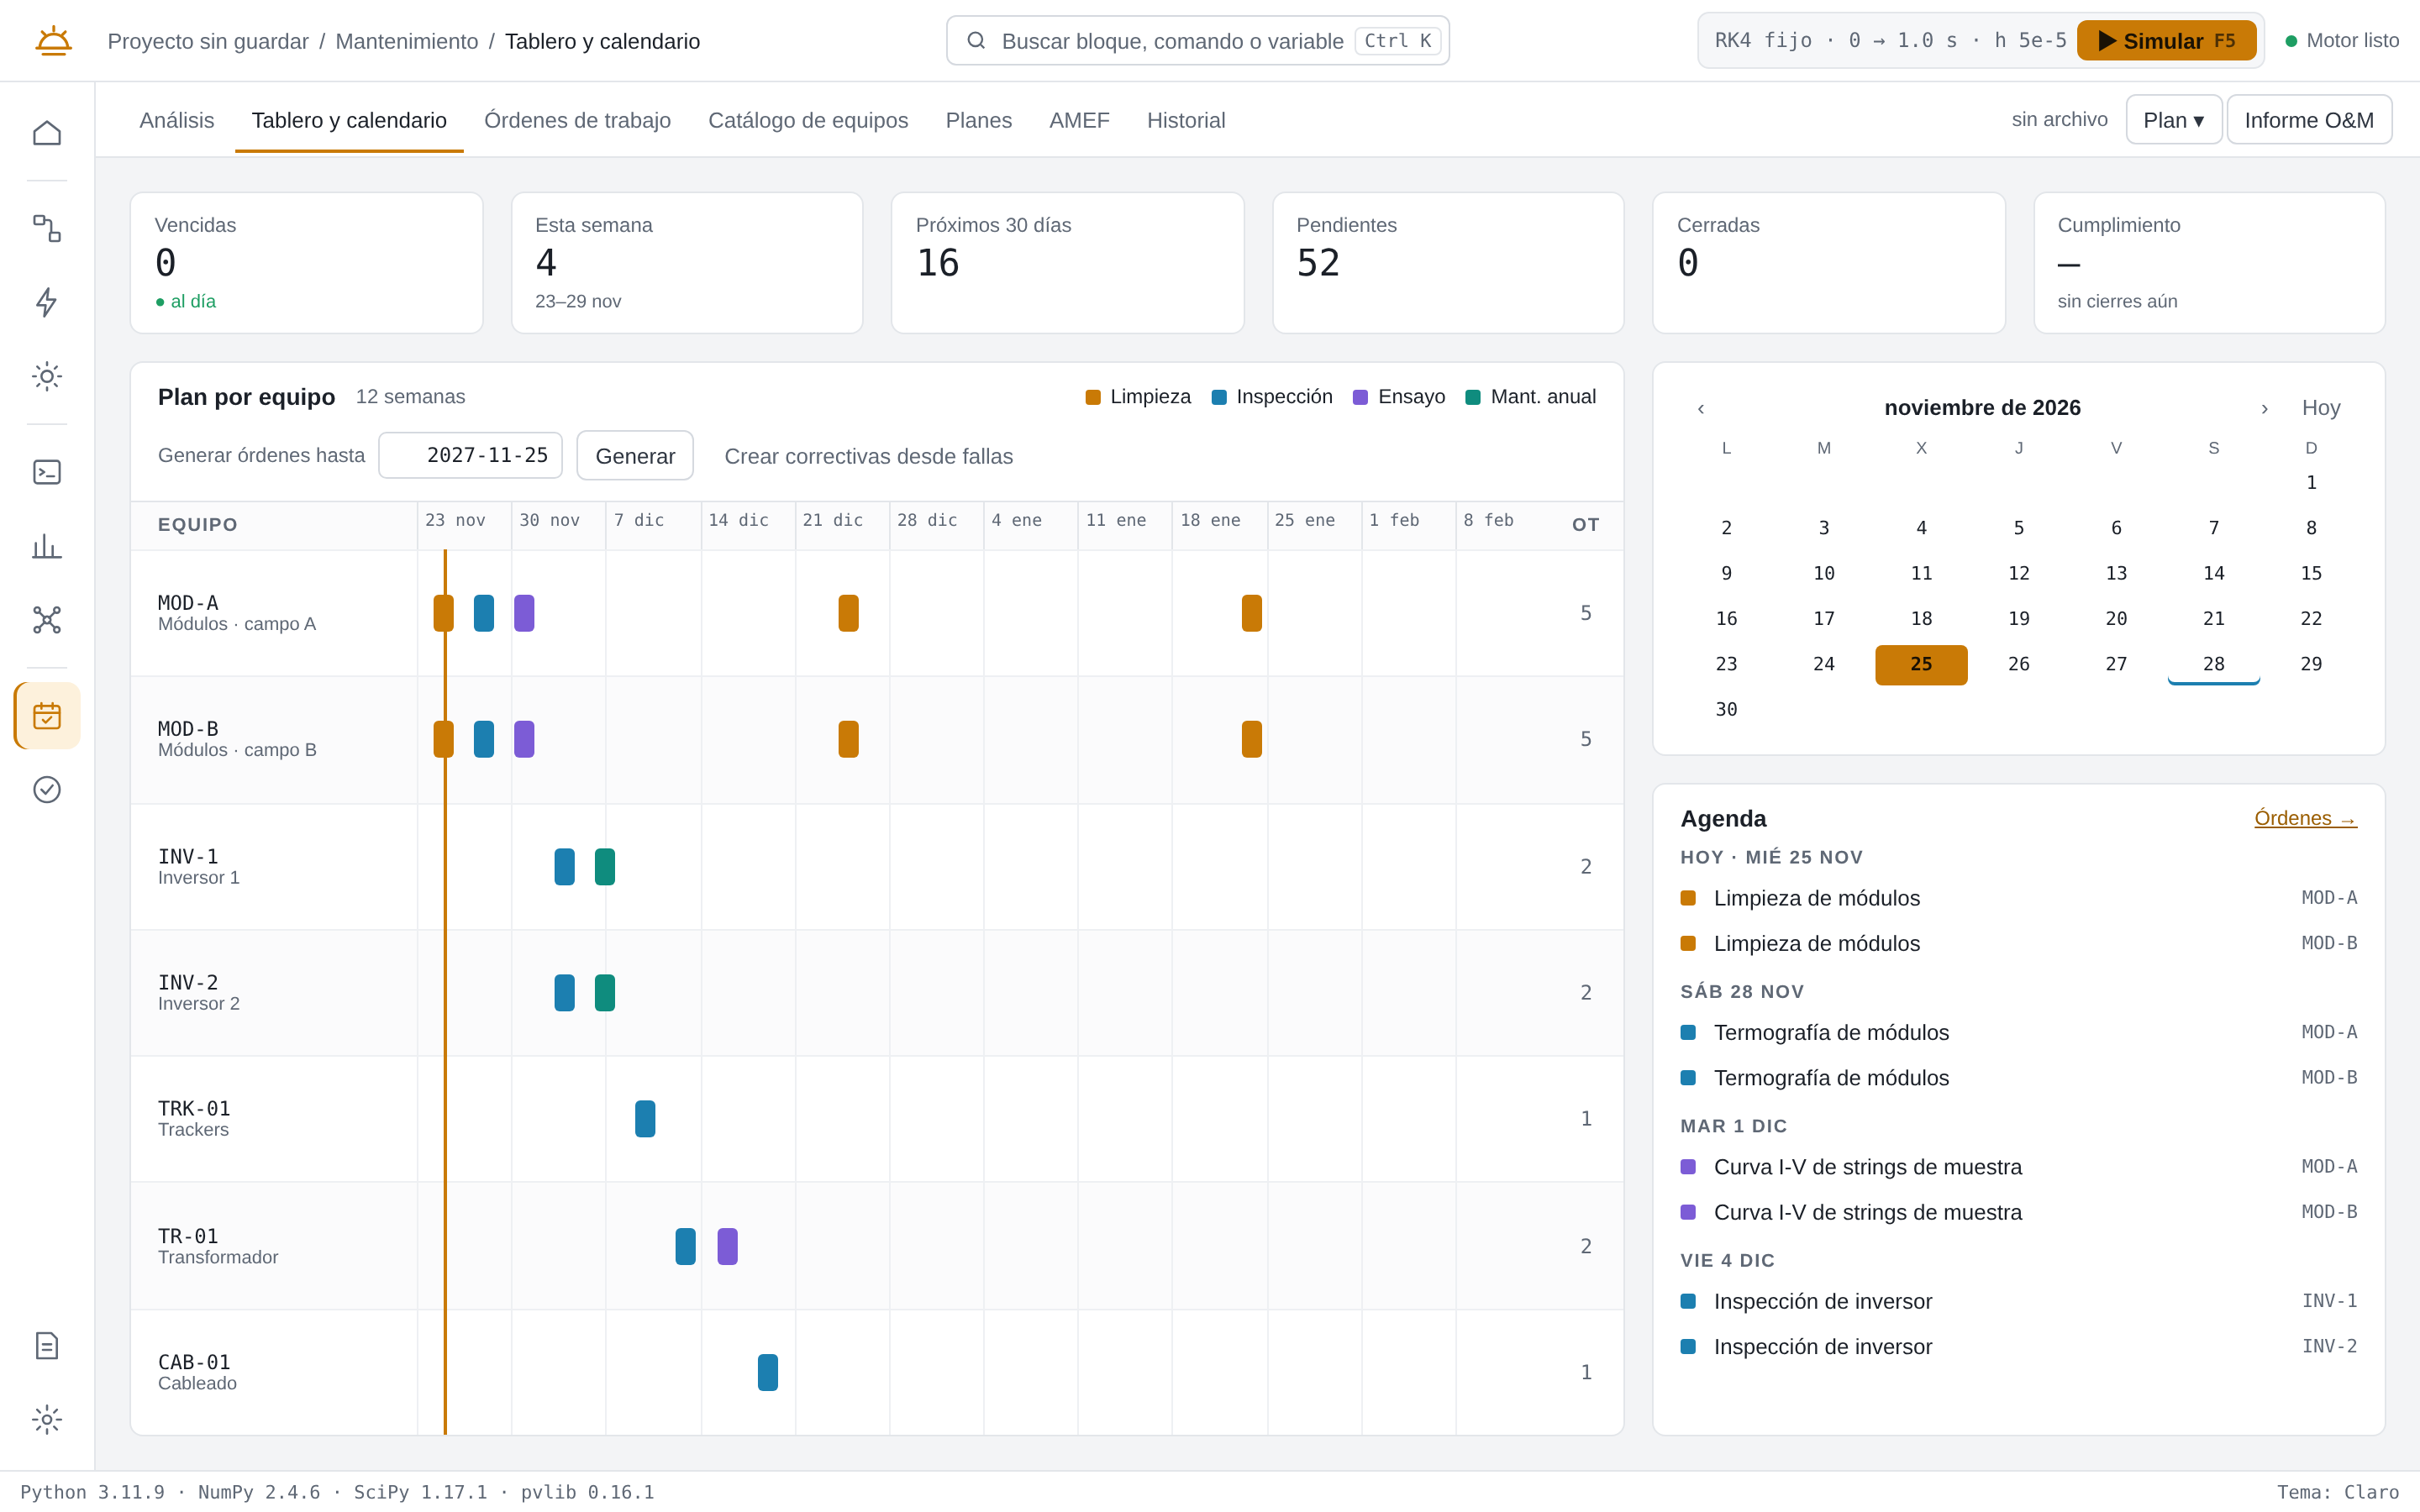 Proyecto sin guardar / Mantenimiento / Tablero y calendario
Buscar bloque, comando o variable Ctrl K
RK4 fijo · 0 → 1.0 s · h 5e-5 ▶ Simular F5
● Motor listo
Análisis Tablero y calendario Órdenes de trabajo Catálogo de equipos Planes AMEF Historial
sin archivo Plan ▾ Informe O&M
Vencidas
0
● al día
Esta semana
4
23–29 nov
Próximos 30 días
16
Pendientes
52
Cerradas
0
Cumplimiento
—
sin cierres aún
Plan por equipo 12 semanas
Limpieza Inspección Ensayo Mant. anual
Generar órdenes hasta 2027-11-25 Generar Crear correctivas desde fallas
EQUIPO 23 nov 30 nov 7 dic 14 dic 21 dic 28 dic 4 ene 11 ene 18 ene 25 ene 1 feb 8 feb OT
MOD-A
Módulos · campo A
5
MOD-B
Módulos · campo B
5
INV-1
Inversor 1
2
INV-2
Inversor 2
2
TRK-01
Trackers
1
TR-01
Transformador
2
CAB-01
Cableado
1
‹ noviembre de 2026 › Hoy
L M X J V S D
1
2 3 4 5 6 7 8
9 10 11 12 13 14 15
16 17 18 19 20 21 22
23 24 25 26 27 28 29
30
Agenda Órdenes →
HOY · MIÉ 25 NOV
Limpieza de módulos MOD-A
Limpieza de módulos MOD-B
SÁB 28 NOV
Termografía de módulos MOD-A
Termografía de módulos MOD-B
MAR 1 DIC
Curva I-V de strings de muestra MOD-A
Curva I-V de strings de muestra MOD-B
VIE 4 DIC
Inspección de inversor INV-1
Inspección de inversor INV-2
Python 3.11.9 · NumPy 2.4.6 · SciPy 1.17.1 · pvlib 0.16.1
Tema: Claro